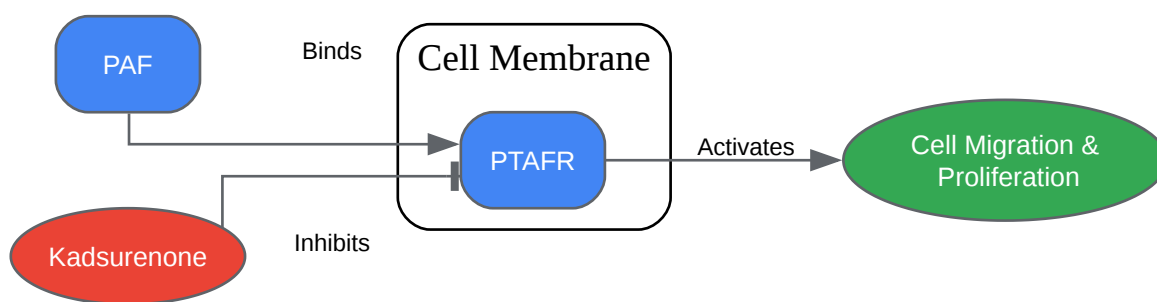 PAF
Binds
Cell Membrane
PTAFR
Activates
Cell Migration &
Proliferation
Kadsurenone
Inhibits